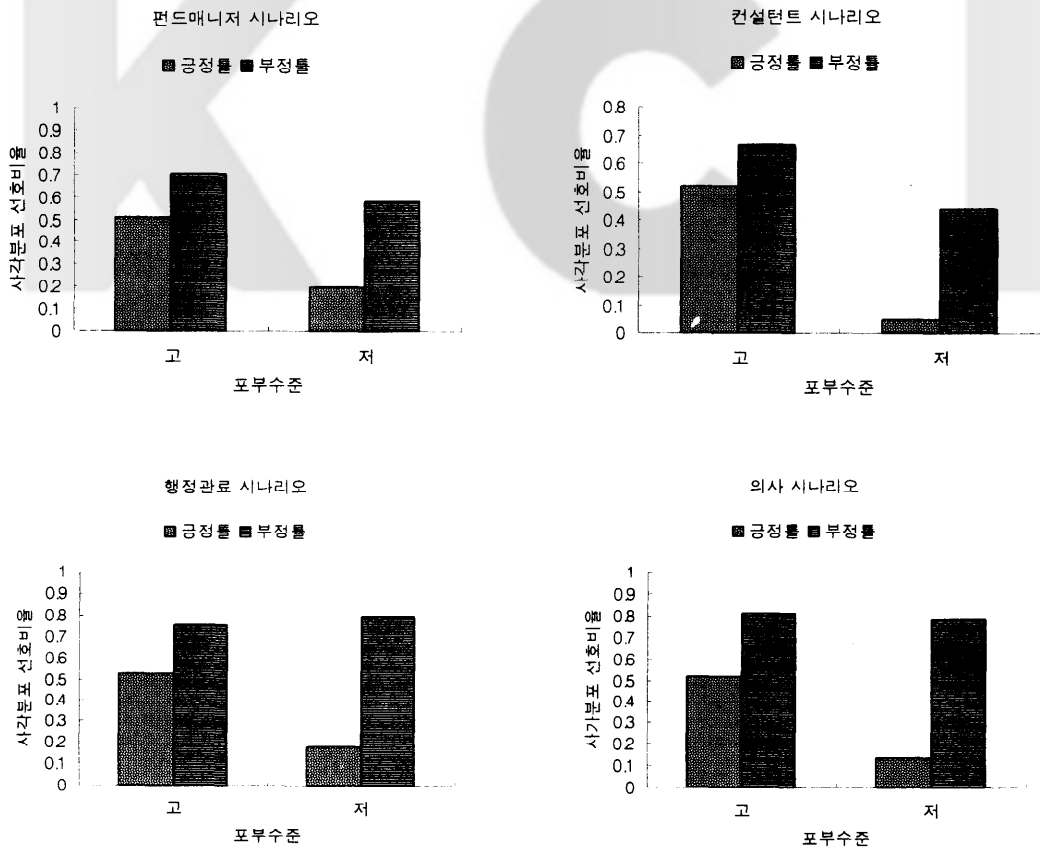 펀드매니저 시나리오
긍정률 부정률
1
0.9
0.8
0.7
0.6
0.5
0.4
0.3
0.2
0.1
0
사각분포 선호비율
고 저
포부수준
컨설턴트 시나리오
긍정률 부정률
0.8
0.7
0.6
0.5
0.4
0.3
0.2
0.1
0
사각분포 선호비율
고 저
포부수준
행정관료 시나리오
긍정률 부정률
1
0.9
0.8
0.7
0.6
0.5
0.4
0.3
0.2
0.1
0
사각분포 선호비율
고 저
포부수준
의사 시나리오
긍정률 부정률
1
0.9
0.8
0.7
0.6
0.5
0.4
0.3
0.2
0.1
0
사각분포 선호비율
고 저
포부수준